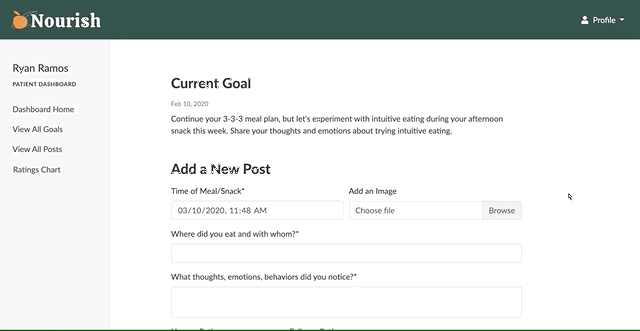 Nourish
Profile
Ryan Ramos
PATIENT DASHBOARD
Dashboard Home
View All Goals
View All Posts
Ratings Chart
Current Goal
Feb 10, 2020
Continue your 3-3-3 meal plan, but let's experiment with intuitive eating during your afternoon
snack this week. Share your thoughts and emotions about trying intuitive eating.
Add a New Post
Time of Meal/Snack*
Add an Image
03/10/2020, 11:48 AM
Choose file
Browse
Where did you eat and with whom?*
What thoughts, emotions, behaviors did you notice?*